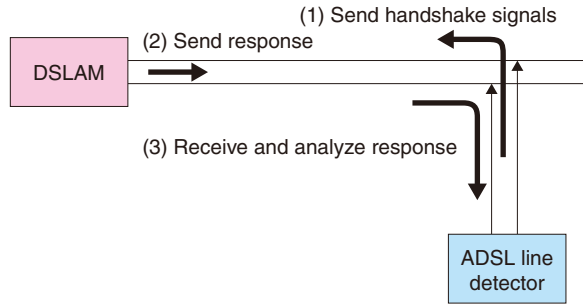 (1) Send handshake signals
(2) Send response
DSLAM
(3) Receive and analyze response
ADSL line
detector